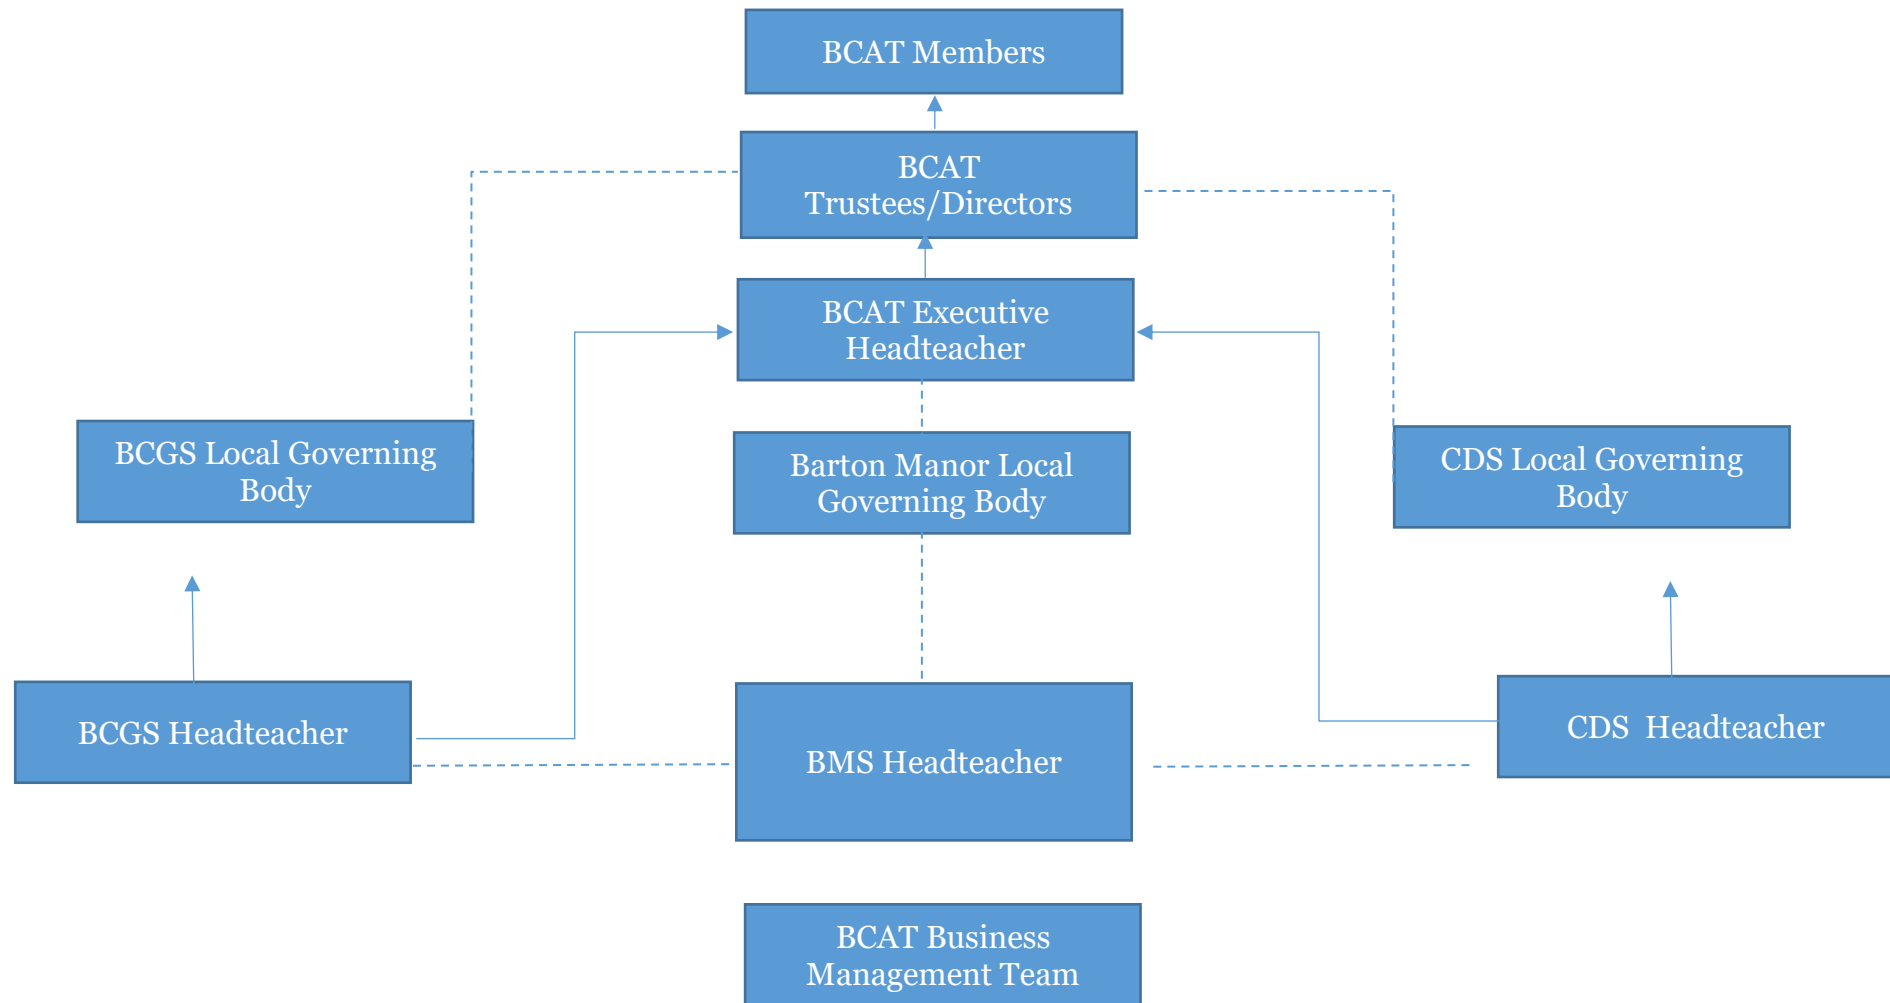 BCAT Members
BCAT
Trustees/Directors
BCAT Executive
Headteacher
BCGS Local Governing
Body
Barton Manor Local
Governing Body
CDS Local Governing
Body
BCGS Headteacher
BMS Headteacher
CDS  Headteacher
BCAT Business
Management Team